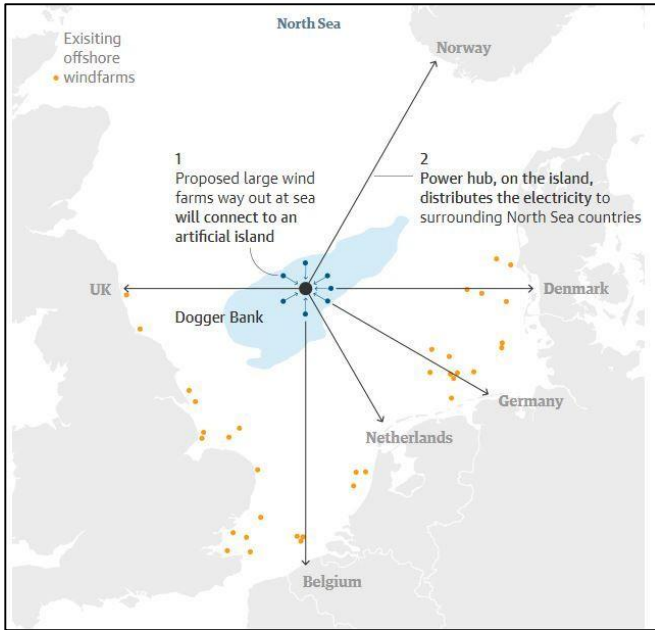 North Sea
Exisiting
offshore
windfarms
Norway
1
Proposed large wind
farms way out at sea
will connect to an
artificial island
2
Power hub, on the island,
distributes the electricity to
surrounding North Sea countries
UK
Denmark
Dogger Bank
Germany
Netherlands
Belgium